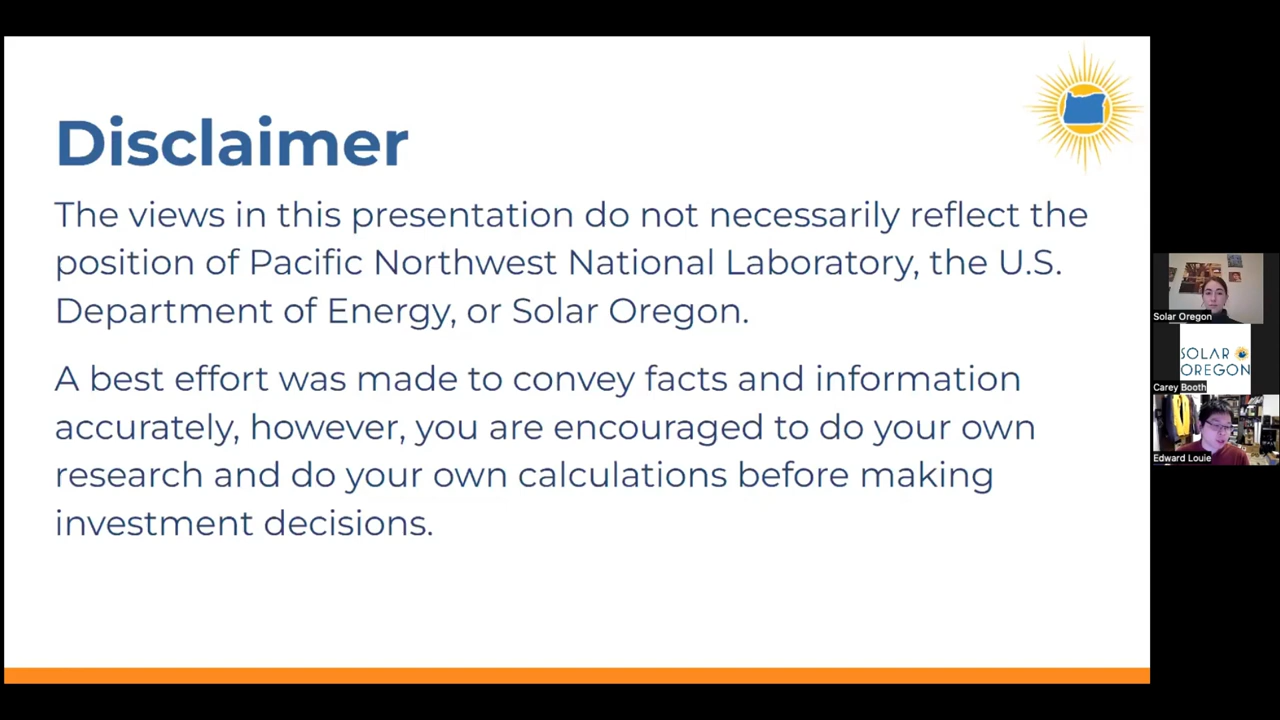 Disclaimer
The views in this presentation do not necessarily reflect the
position of Pacific Northwest National Laboratory, the U.S.
Department of Energy, or Solar Oregon.
A best effort was made to convey facts and information
accurately, however, you are encouraged to do your own
research and do your own calculations before making
investment decisions.
Solar Oregon
SOLAR
OREGON
Carey Booth
Edward Louie